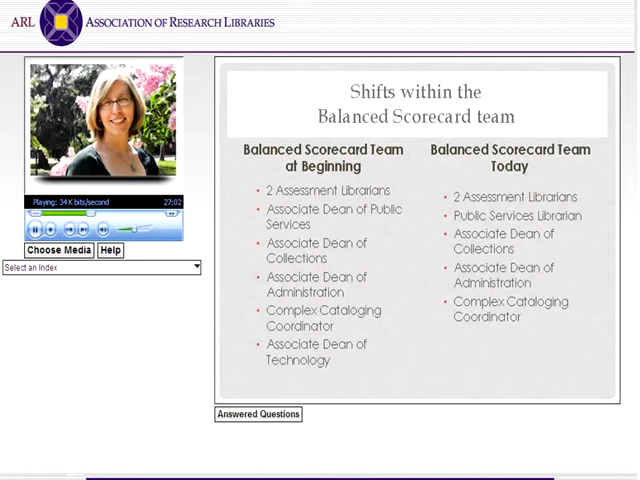 ARL
ASSOCIATION OF RESEARCH LIBRARIES
Playing: 34 K bits/second
27:02
Choose Media
Help
Select an Index
Shifts within the
Balanced Scorecard team
Balanced Scorecard Team
at Beginning
• 2 Assessment Librarians
• Associate Dean of Public
Services
• Associate Dean of
Collections
• Associate Dean of
Administration
• Complex Cataloging
Coordinator
• Associate Dean of
Technology
Balanced Scorecard Team
Today
• 2 Assessment Librarians
• Public Services Librarian
• Associate Dean of
Collections
• Associate Dean of
Administration
• Complex Cataloging
Coordinator
Answered Questions